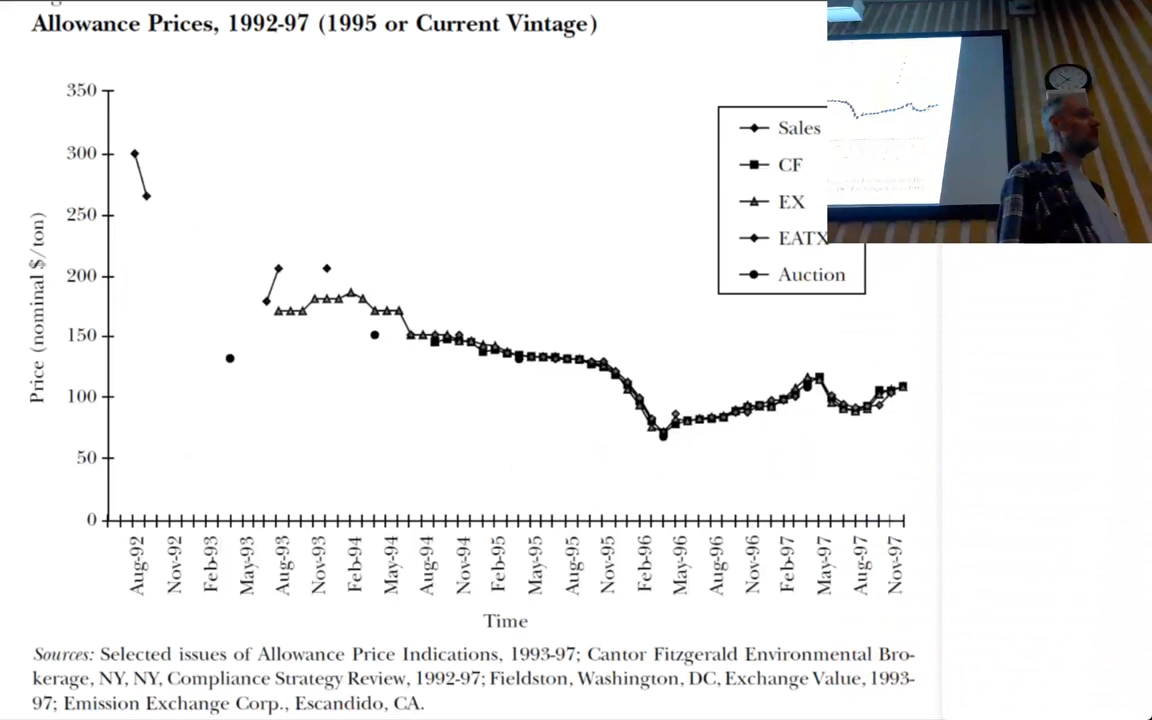 Allowance Prices, 1992-97 (1995 or Current Vintage)
350
300
250
200
150
100
50
0
Price (nominal $/ton)
Sales
CF
EX
EATX
Auction
Aug-92
Nov-92
Feb-93
May-93
Aug-93
Nov-93
Feb-94
May-94
Aug-94
Nov-94
Feb-95
May-95
Aug-95
Nov-95
Feb-96
May-96
Aug-96
Nov-96
Feb-97
May-97
Aug-97
Nov-97
Time
Sources: Selected issues of Allowance Price Indications, 1993-97; Cantor Fitzgerald Environmental Bro-
kerage, NY, NY, Compliance Strategy Review, 1992-97; Fieldston, Washington, DC, Exchange Value, 1993-
97; Emission Exchange Corp., Escandido, CA.